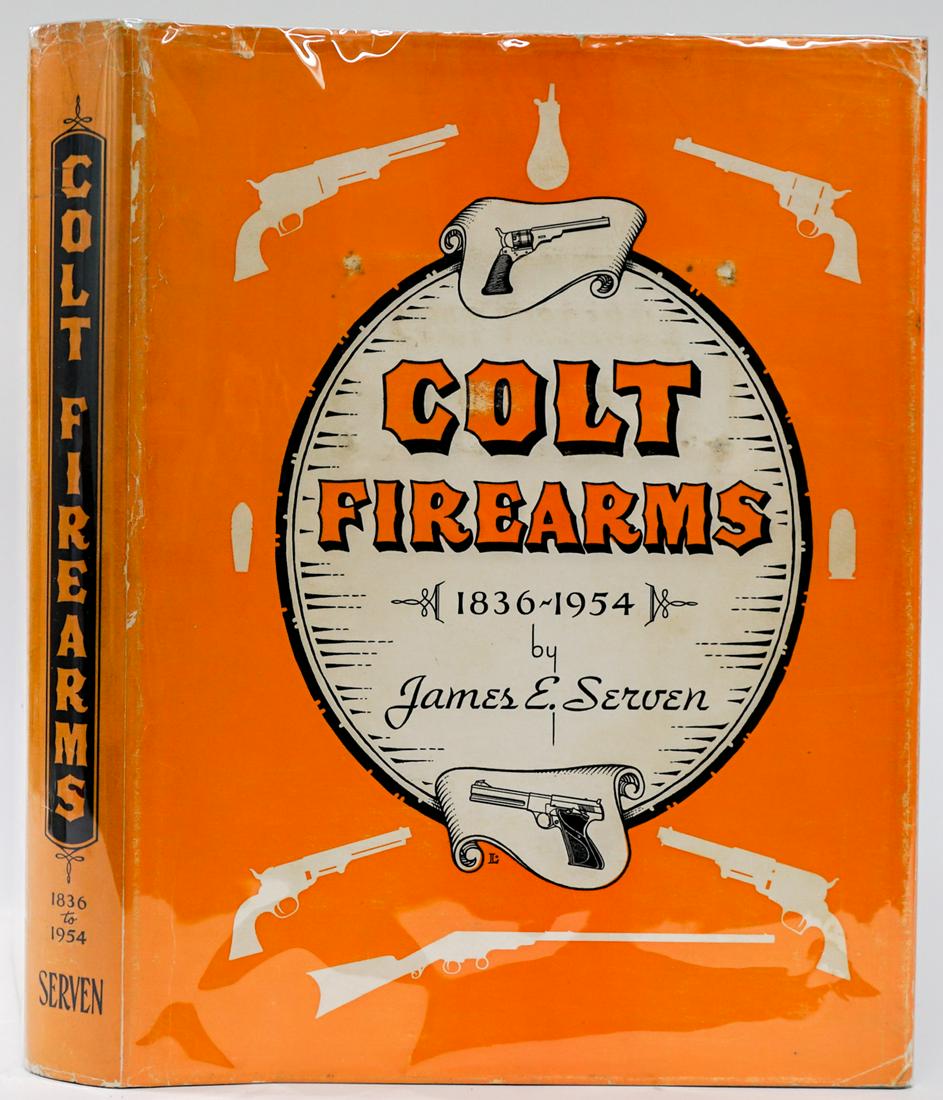 COLT FIREARMS
1836
to
1954
SERVEN
COLT
FIREARMS
1836~1954
by
James E. Serven